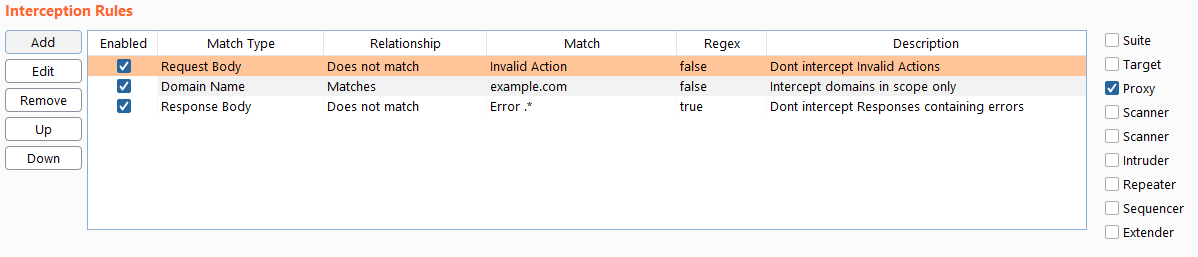 Interception Rules
Add
Edit
Remove
Up
Down
Enabled Match Type Relationship Match Regex Description
Request Body Does not match Invalid Action false Dont intercept Invalid Actions
Domain Name Matches example.com false Intercept domains in scope only
Response Body Does not match Error .* true Dont intercept Responses containing errors
Suite
Target
Proxy
Scanner
Scanner
Intruder
Repeater
Sequencer
Extender